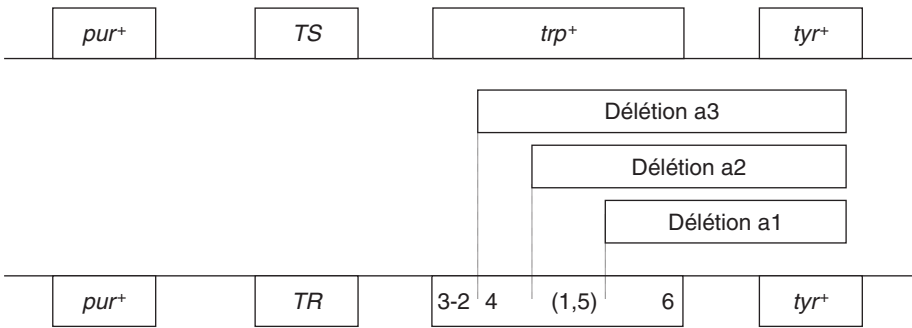 pur⁺ TS trp⁺ tyr⁺
Délétion a3
Délétion a2
Délétion a1
pur⁺ TR 3-2 4 (1,5) 6 tyr⁺